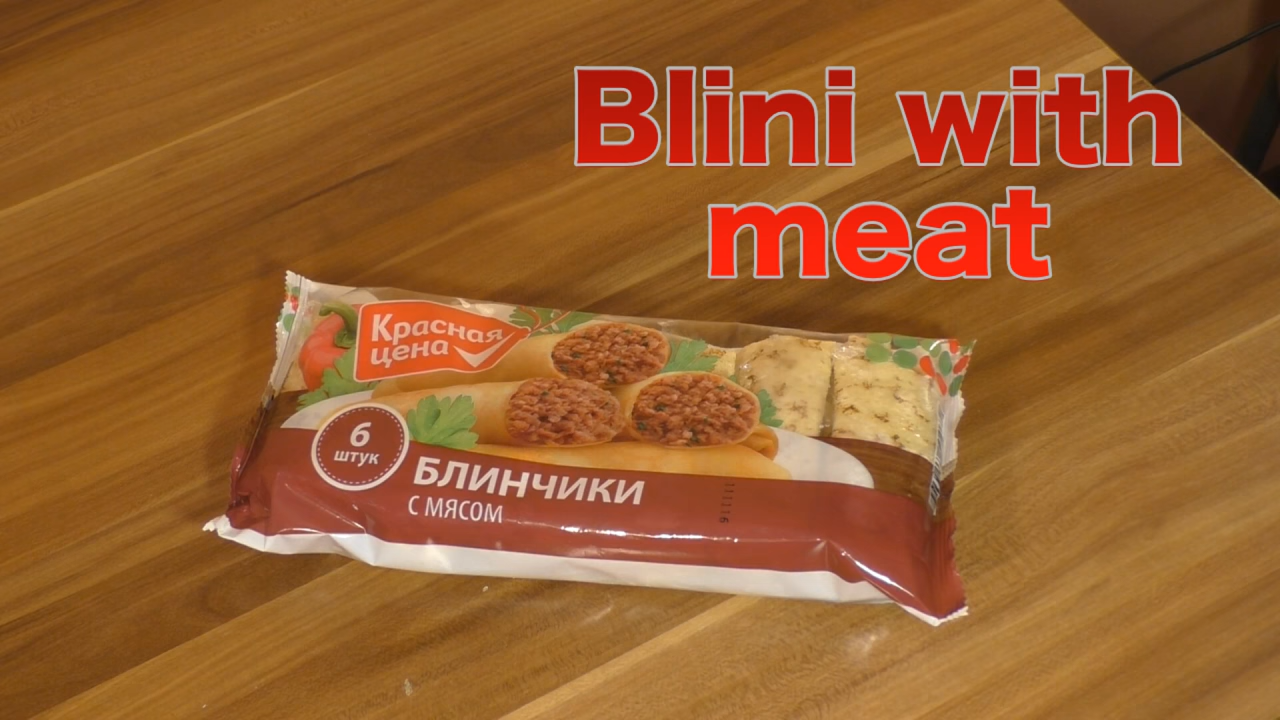 Blini with
meat
Красная
цена
6
штук
БЛИНЧИКИ
С МЯСОМ